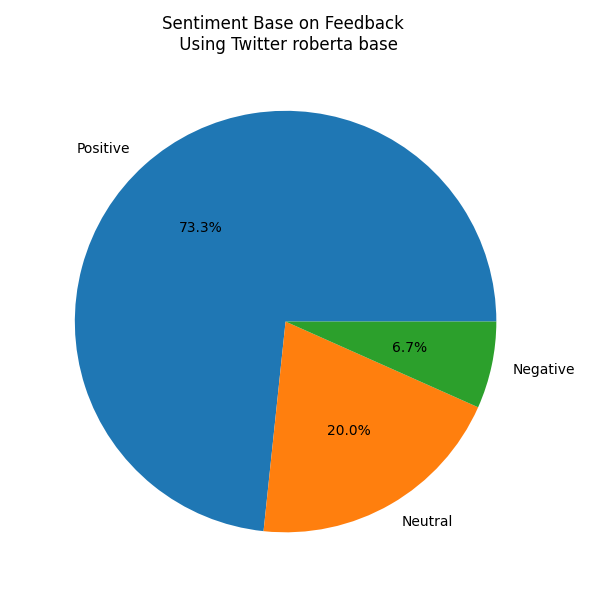 Sentiment Base on Feedback
Using Twitter roberta base
Positive
73.3%
6.7%
Negative
20.0%
Neutral